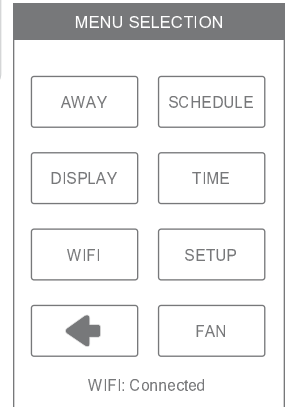 MENU SELECTION
AWAY
SCHEDULE
DISPLAY
TIME
WIFI
SETUP
FAN
WIFI: Connected